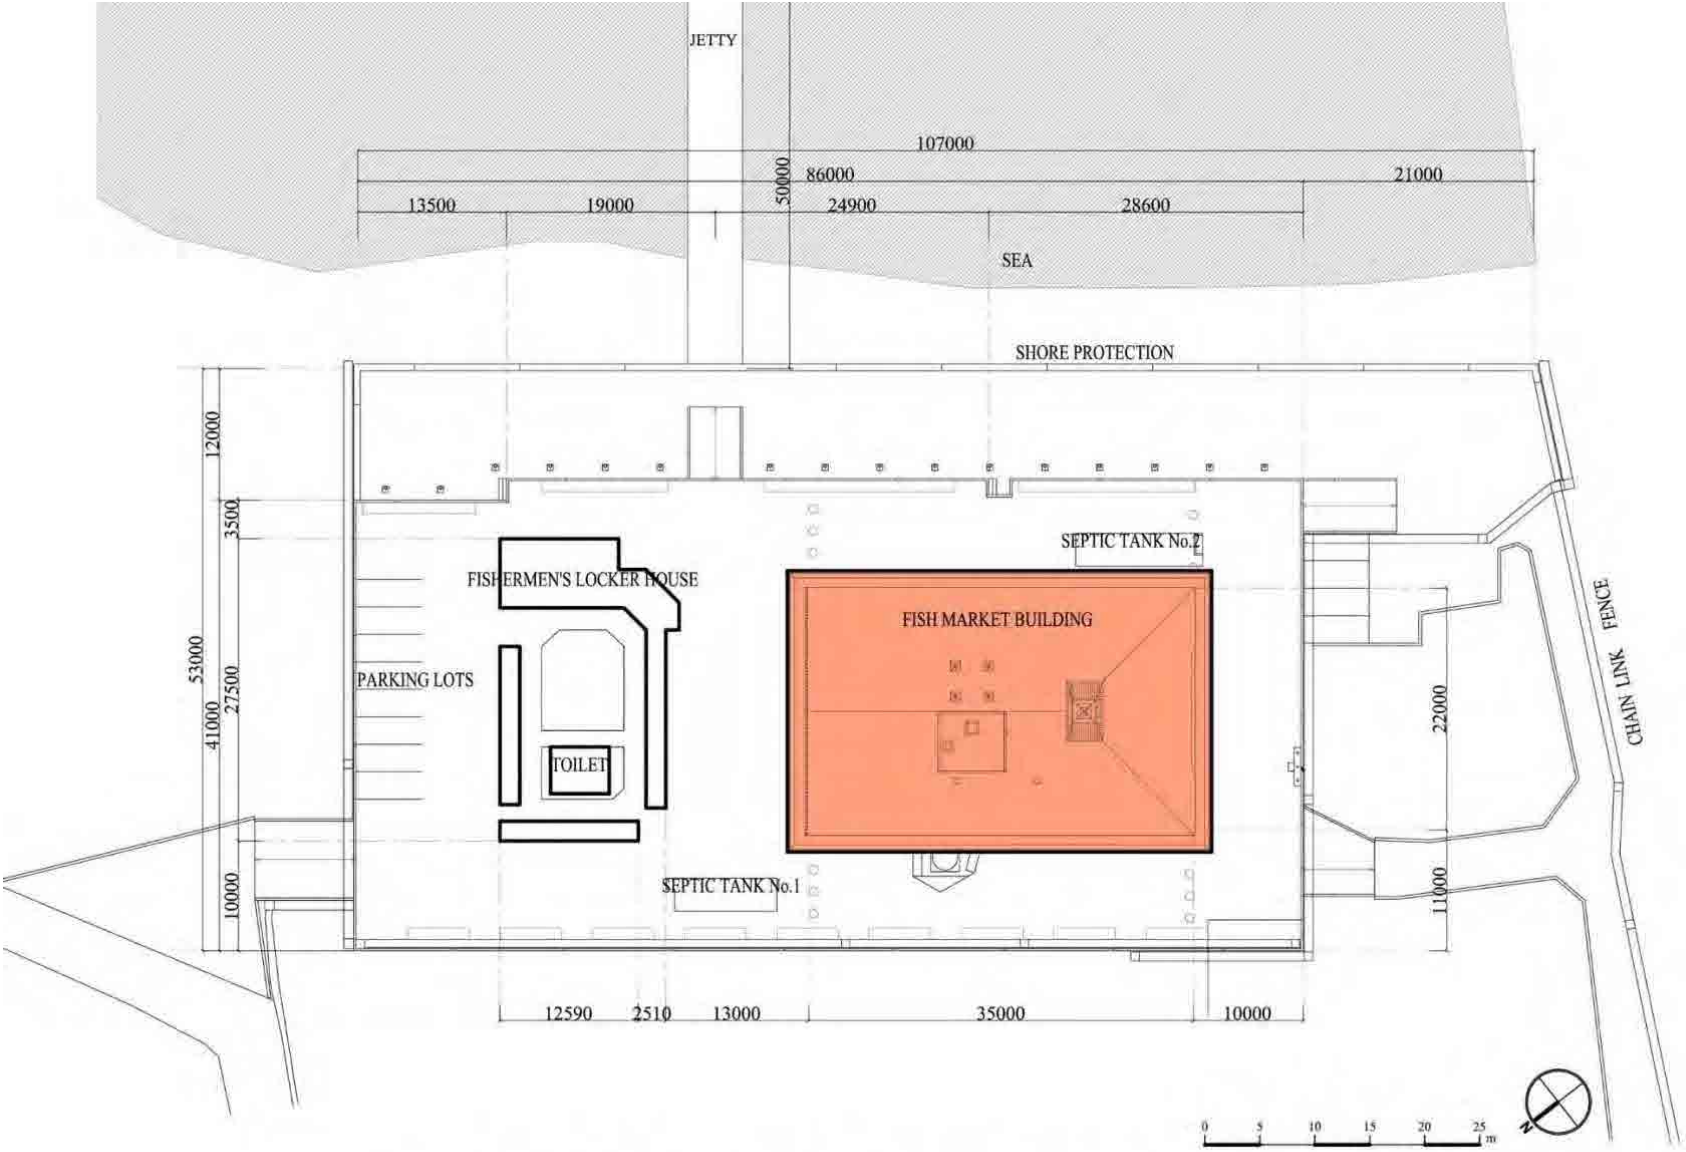 JETTY
107000
86000
21000
50000
13500
19000
24900
28600
SEA
SHORE PROTECTION
12000
3500
SEPTIC TANK No.2
FISHERMEN'S LOCKER HOUSE
FISH MARKET BUILDING
CHAIN LINK FENCE
53000
41000
27500
PARKING LOTS
22000
TOILET
10000
SEPTIC TANK No.1
11000
12590
2510
13000
35000
10000
N
0 5 10 15 20 25 m